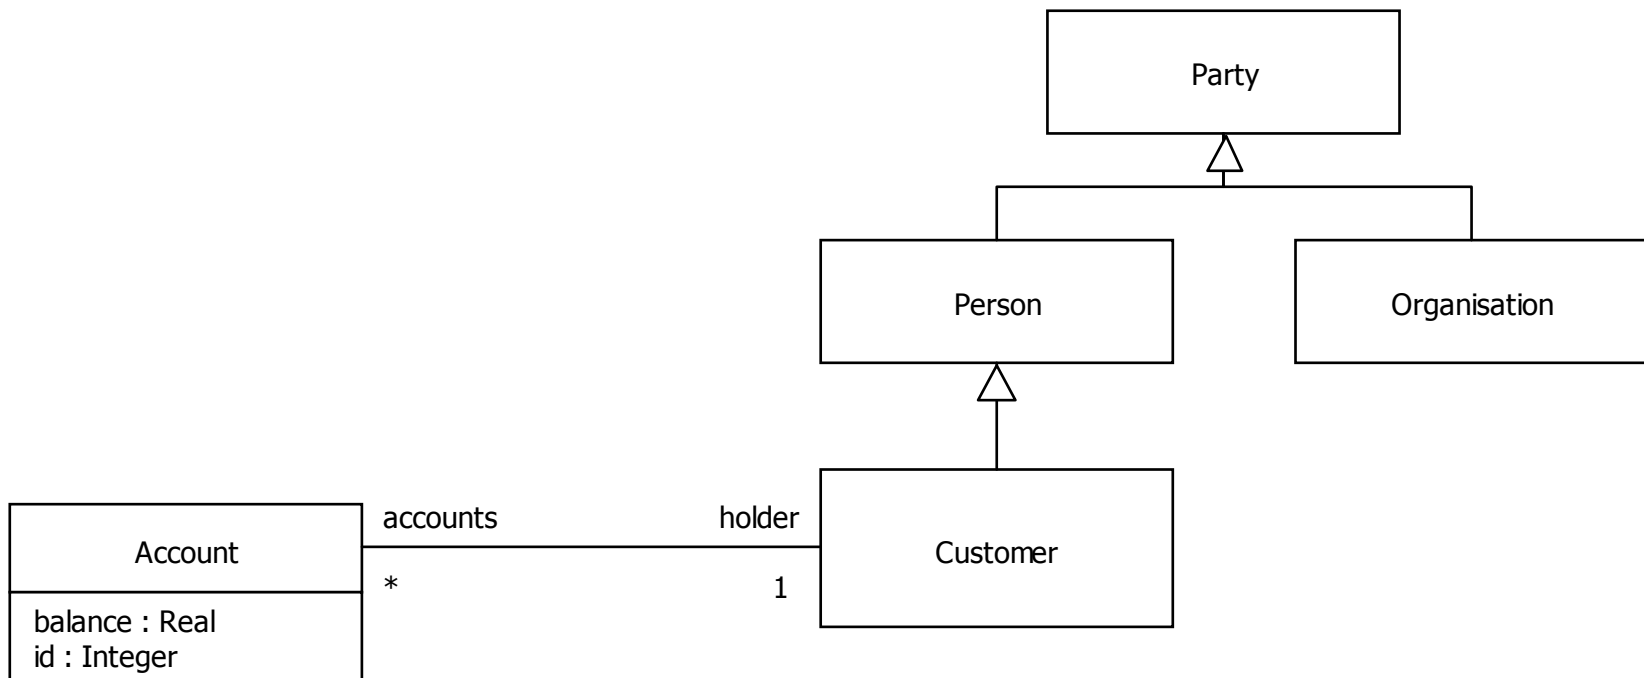 Party
Person
Organisation
accounts
holder
Account
Customer
*
1
balance : Real
id : Integer